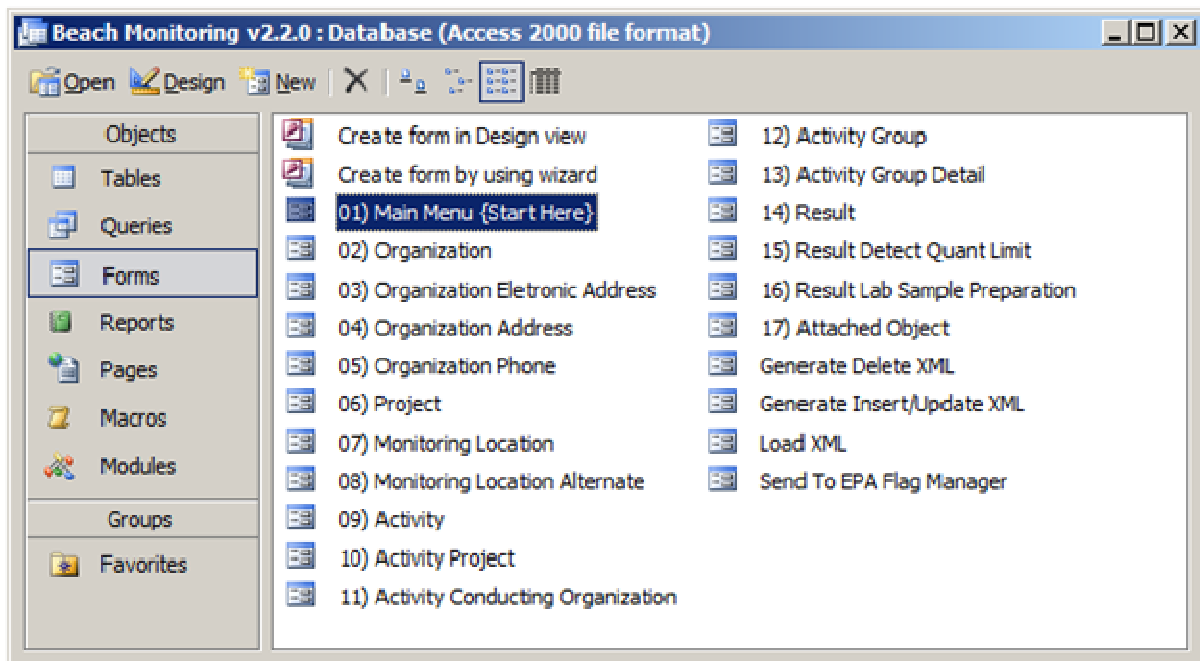 Beach Monitoring v2.2.0 : Database (Access 2000 file format)
Open Design New
Objects
Tables
Queries
Forms
Reports
Pages
Macros
Modules
Groups
Favorites
Create form in Design view
Create form by using wizard
01) Main Menu {Start Here}
02) Organization
03) Organization Eletronic Address
04) Organization Address
05) Organization Phone
06) Project
07) Monitoring Location
08) Monitoring Location Alternate
09) Activity
10) Activity Project
11) Activity Conducting Organization
12) Activity Group
13) Activity Group Detail
14) Result
15) Result Detect Quant Limit
16) Result Lab Sample Preparation
17) Attached Object
Generate Delete XML
Generate Insert/Update XML
Load XML
Send To EPA Flag Manager